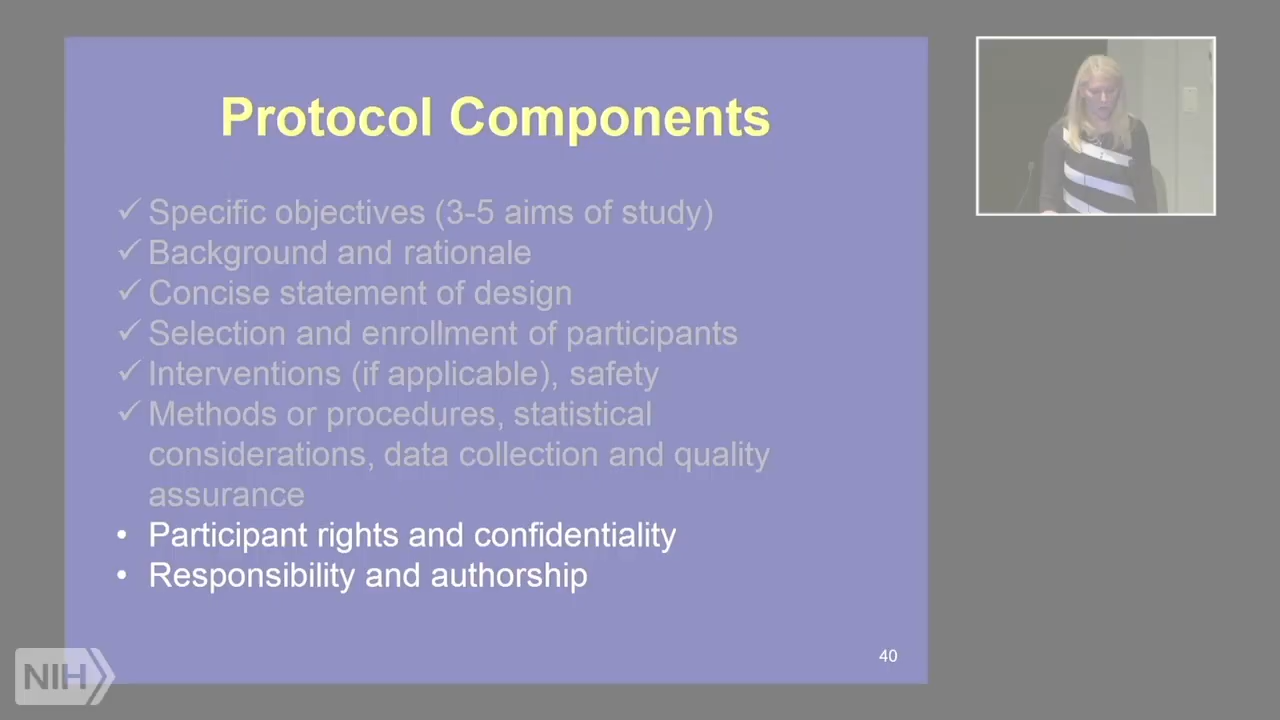 Protocol Components
✓ Specific objectives (3-5 aims of study)
✓ Background and rationale
✓ Concise statement of design
✓ Selection and enrollment of participants
✓ Interventions (if applicable), safety
✓ Methods or procedures, statistical
considerations, data collection and quality
assurance
• Participant rights and confidentiality
• Responsibility and authorship
40
NIH